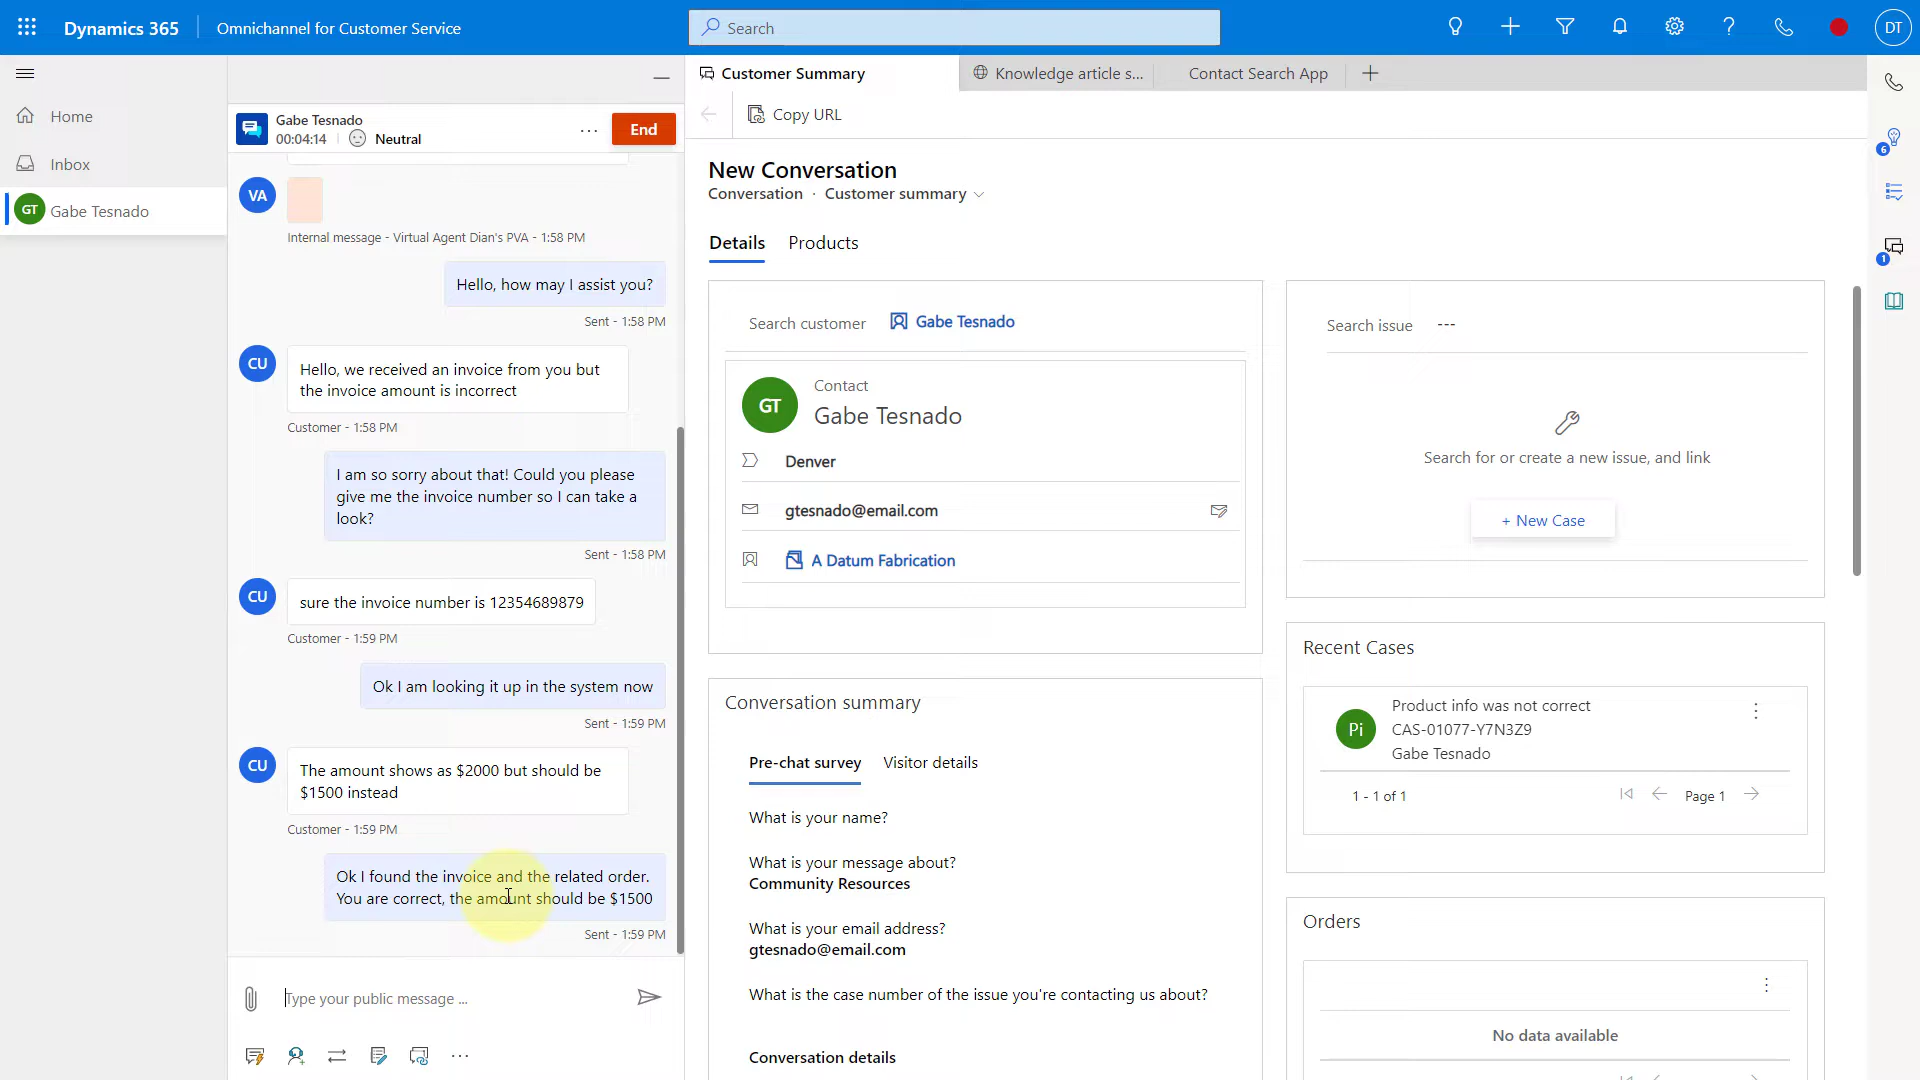 Dynamics 365
Omnichannel for Customer Service
Search
DT
Home
Inbox
GT
Gabe Tesnado
Gabe Tesnado
00:04:14
Neutral
End
VA
Internal message - Virtual Agent Dian's PVA - 1:58 PM
Hello, how may I assist you?
Sent - 1:58 PM
CU
Hello, we received an invoice from you but
the invoice amount is incorrect
Customer - 1:58 PM
I am so sorry about that! Could you please
give me the invoice number so I can take a
look?
Sent - 1:58 PM
CU
sure the invoice number is 12354689879
Customer - 1:59 PM
Ok I am looking it up in the system now
Sent - 1:59 PM
CU
The amount shows as $2000 but should be
$1500 instead
Customer - 1:59 PM
Ok I found the invoice and the related order.
You are correct, the amount should be $1500
Sent - 1:59 PM
Type your public message ...
Customer Summary
Knowledge article s...
Contact Search App
Copy URL
New Conversation
Conversation · Customer summary
Details
Products
Search customer
Gabe Tesnado
GT
Contact
Gabe Tesnado
Denver
gtesnado@email.com
A Datum Fabrication
Conversation summary
Pre-chat survey
Visitor details
What is your name?
What is your message about?
Community Resources
What is your email address?
gtesnado@email.com
What is the case number of the issue you're contacting us about?
Conversation details
Search issue
---
Search for or create a new issue, and link
+ New Case
Recent Cases
Pi
Product info was not correct
CAS-01077-Y7N3Z9
Gabe Tesnado
1 - 1 of 1
Page 1
Orders
No data available
6
1